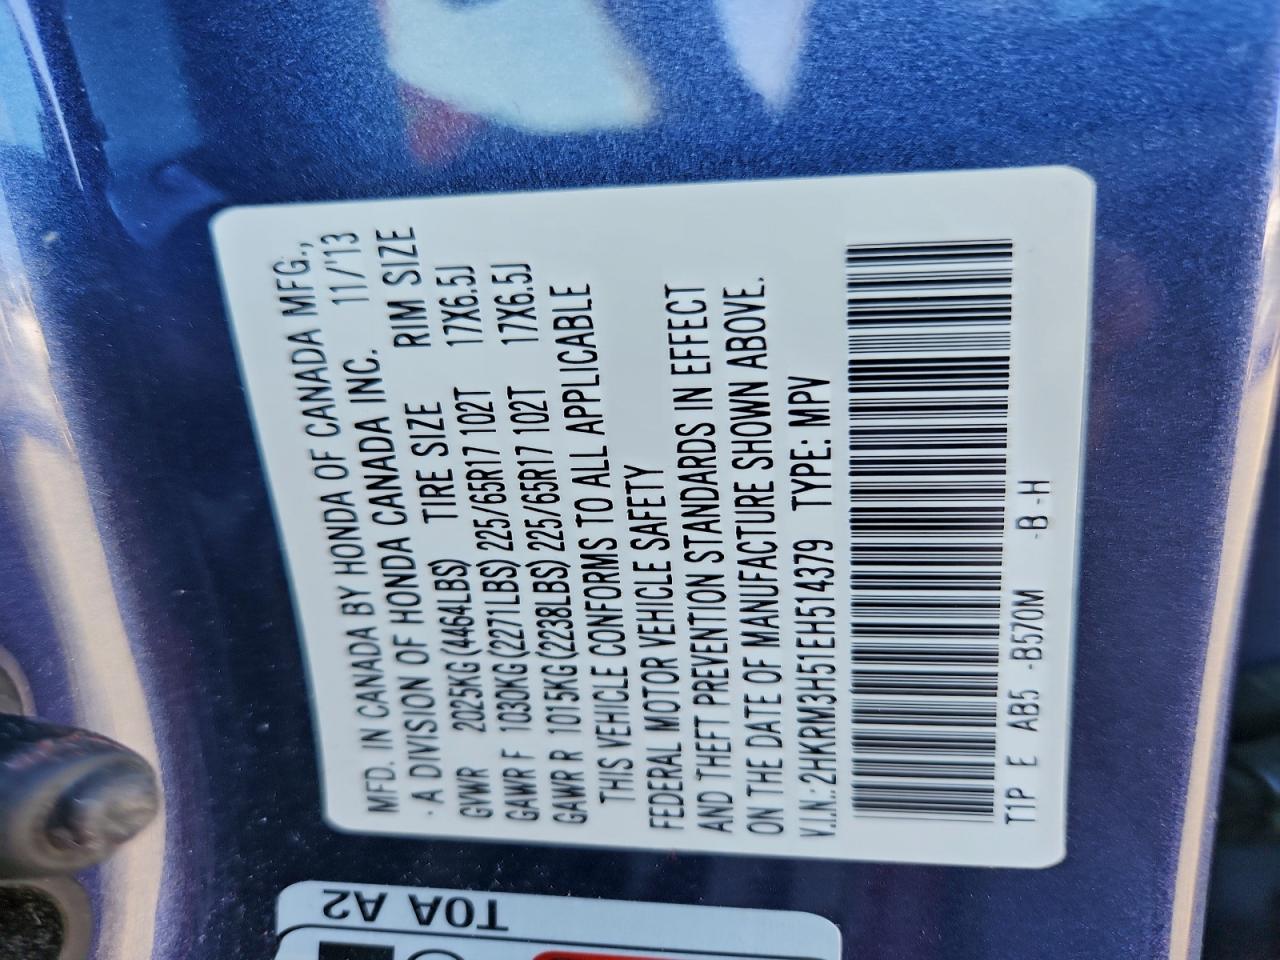 MFD. IN CANADA BY HONDA OF CANADA MFG.,
. A DIVISION OF HONDA CANADA INC. 11/'13
GVWR 2025KG (4464LBS) TIRE SIZE RIM SIZE
GAWR F 1030KG (2271LBS) 225/65R17 102T 17X6.5J
GAWR R 1015KG (2238LBS) 225/65R17 102T 17X6.5J
THIS VEHICLE CONFORMS TO ALL APPLICABLE
FEDERAL MOTOR VEHICLE SAFETY
AND THEFT PREVENTION STANDARDS IN EFFECT
ON THE DATE OF MANUFACTURE SHOWN ABOVE.
V.I.N.:2HKRM3H51EH514379 TYPE: MPV
T1P E AB5 -B570M -B -H
TOA A2